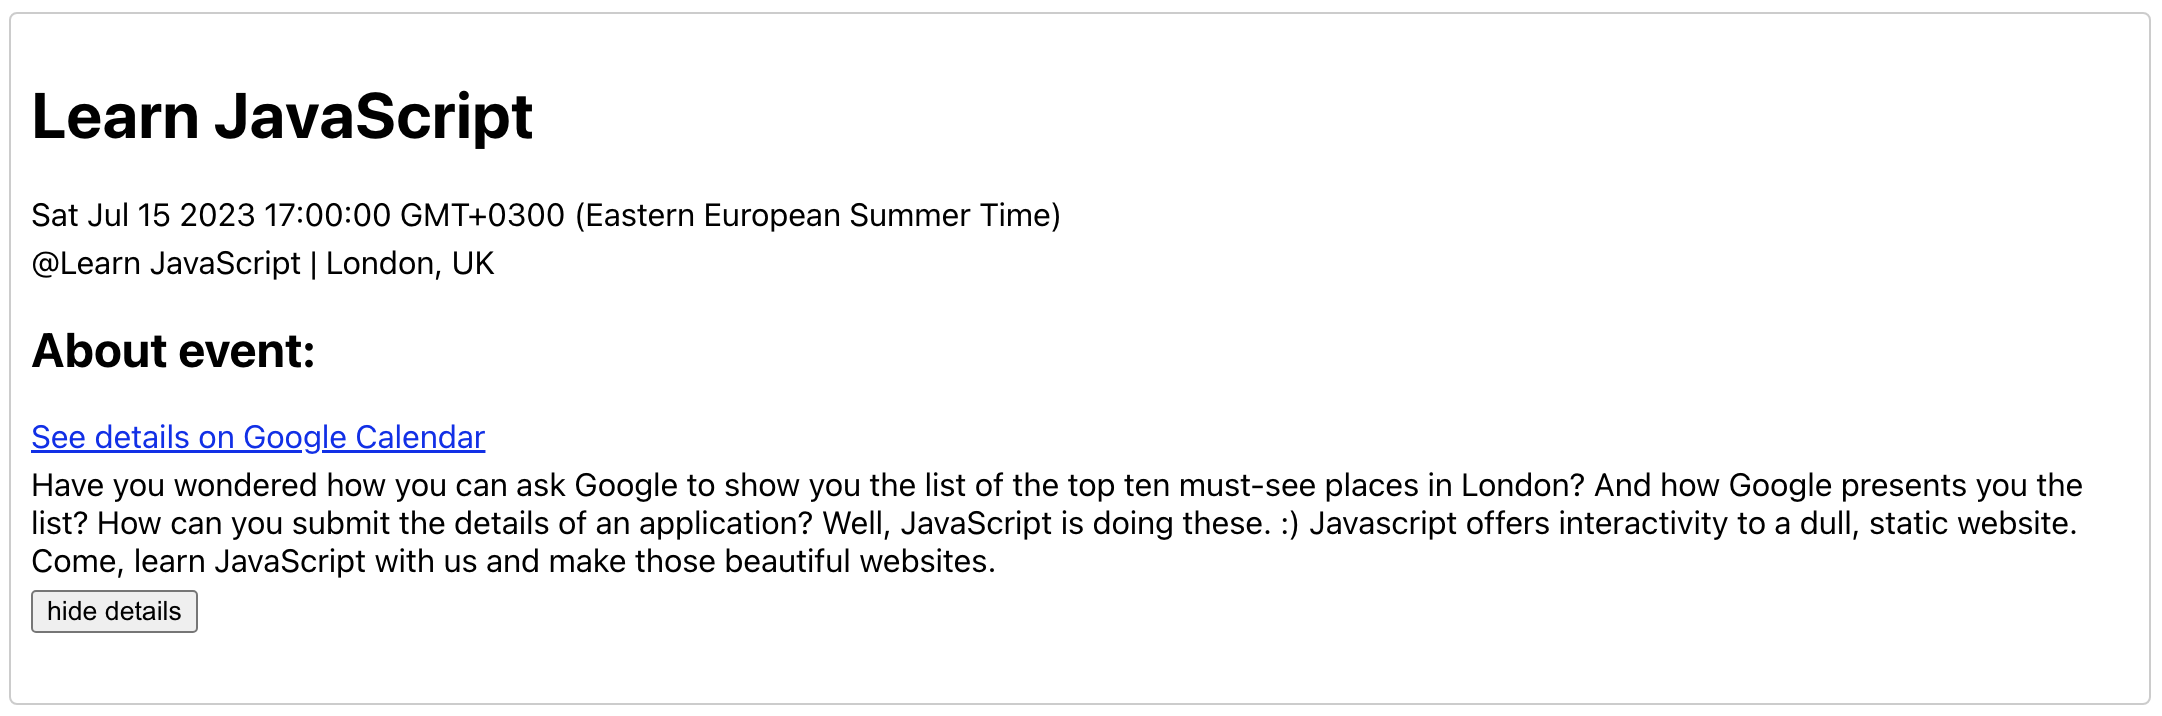 Learn JavaScript
Sat Jul 15 2023 17:00:00 GMT+0300 (Eastern European Summer Time)
@Learn JavaScript | London, UK
About event:
See details on Google Calendar
Have you wondered how you can ask Google to show you the list of the top ten must-see places in London? And how Google presents you the
list? How can you submit the details of an application? Well, JavaScript is doing these. :) Javascript offers interactivity to a dull, static website.
Come, learn JavaScript with us and make those beautiful websites.
hide details